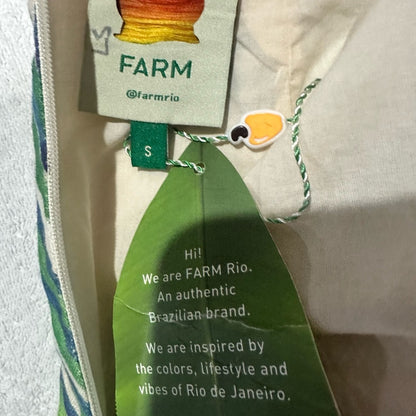 FARM
@farmrio
S
Hi!
We are FARM Rio.
An authentic
Brazilian brand.
We are inspired by
the colors, lifestyle and
vibes of Rio de Janeiro.